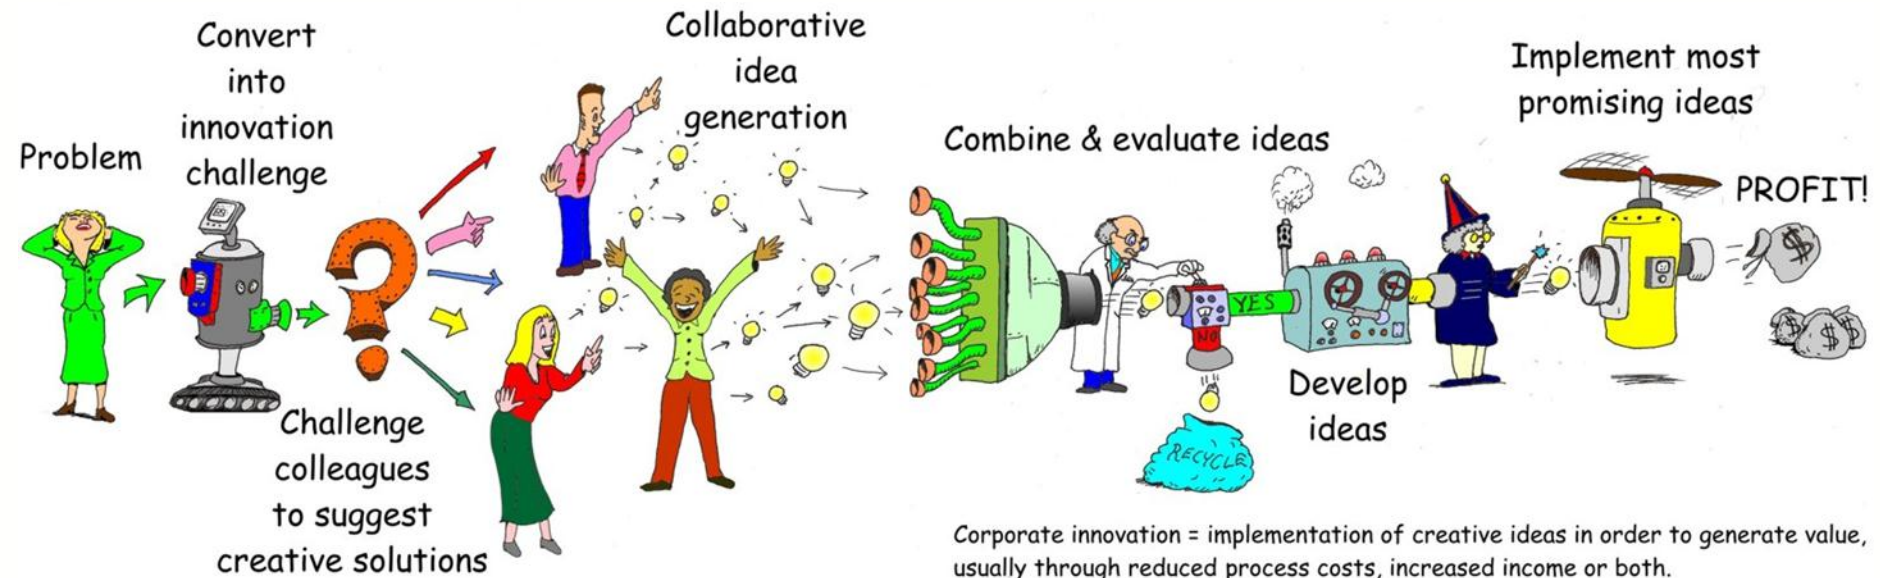 Problem
Convert
into
innovation
challenge
Challenge
colleagues
to suggest
creative solutions
Collaborative
idea
generation
Combine & evaluate ideas
YES
NO
RECYCLE
Develop
ideas
Implement most
promising ideas
PROFIT!
$
$
$
$
Corporate innovation = implementation of creative ideas in order to generate value,
usually through reduced process costs, increased income or both.